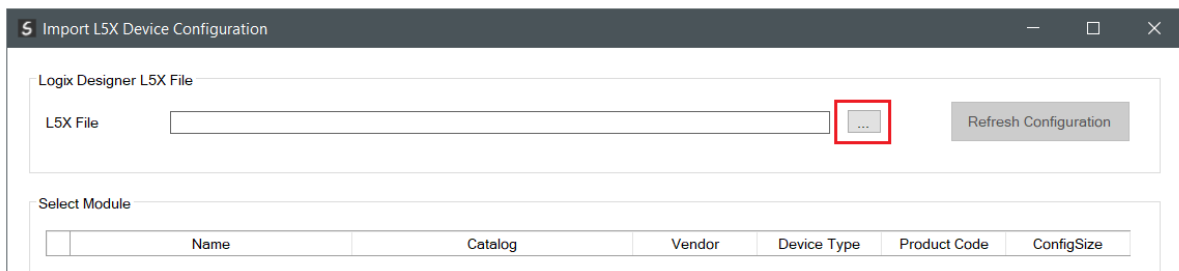 S Import L5X Device Configuration
Logix Designer L5X File
L5X File ... Refresh Configuration
Select Module
Name Catalog Vendor Device Type Product Code ConfigSize